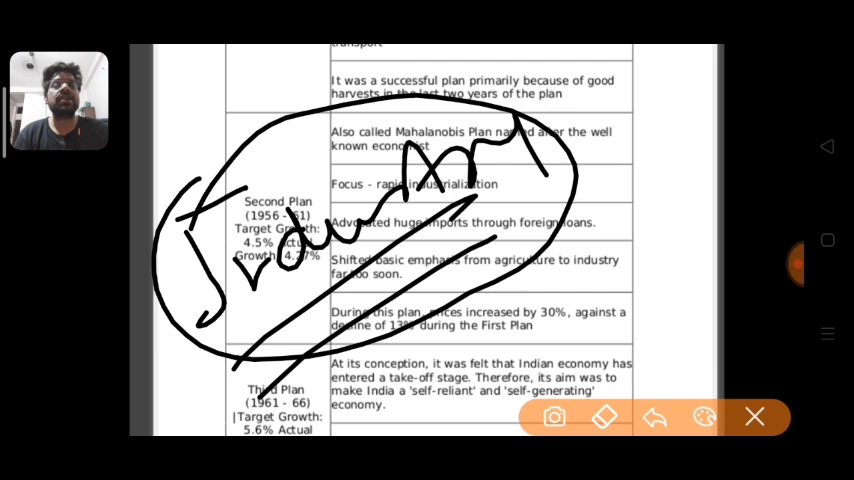 transport
It was a successful plan primarily because of good
harvests in the last two years of the plan
Second Plan
(1956 - 61)
Target Growth:
4.5% Actual
Growth: 4.27%
Also called Mahalanobis Plan named after the well
known economist
Focus - rapid industrialization
Advocated huge imports through foreign loans.
Shifted basic emphasis from agriculture to industry
far too soon.
During this plan, prices increased by 30%, against a
decline of 13% during the First Plan
Third Plan
(1961 - 66)
|Target Growth:
5.6% Actual
At its conception, it was felt that Indian economy has
entered a take-off stage. Therefore, its aim was to
make India a 'self-reliant' and 'self-generating'
economy.
Indian Army